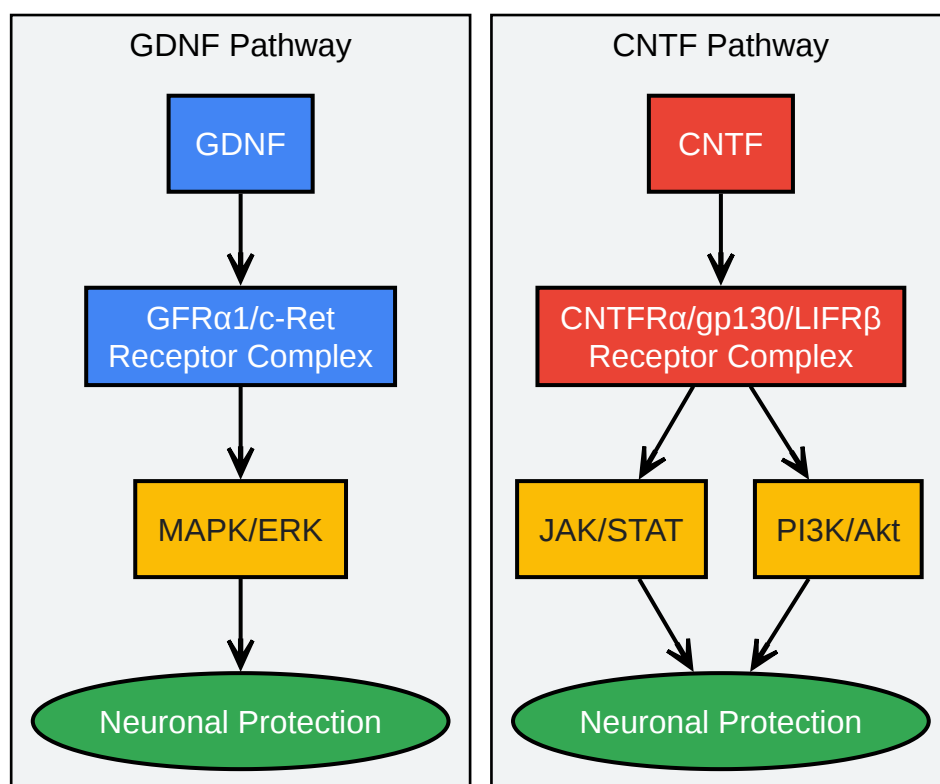 GDNF Pathway
GDNF
GFRα1/c-Ret
Receptor Complex
MAPK/ERK
Neuronal Protection
CNTF Pathway
CNTF
CNTFRα/gp130/LIFRβ
Receptor Complex
JAK/STAT
PI3K/Akt
Neuronal Protection